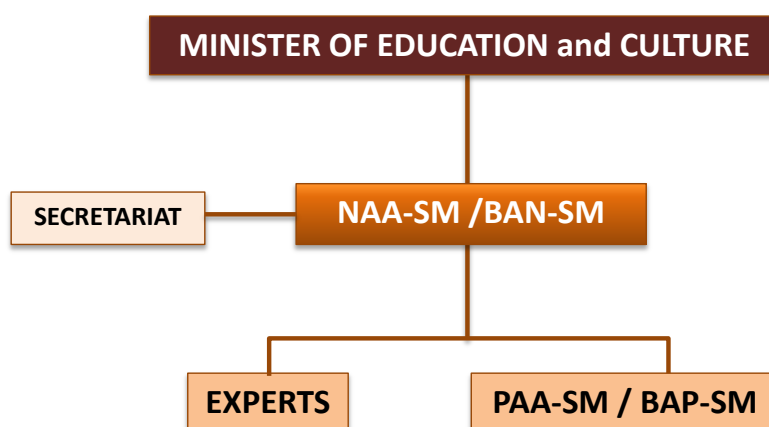 MINISTER OF EDUCATION and CULTURE
SECRETARIAT
NAA-SM /BAN-SM
EXPERTS
PAA-SM / BAP-SM